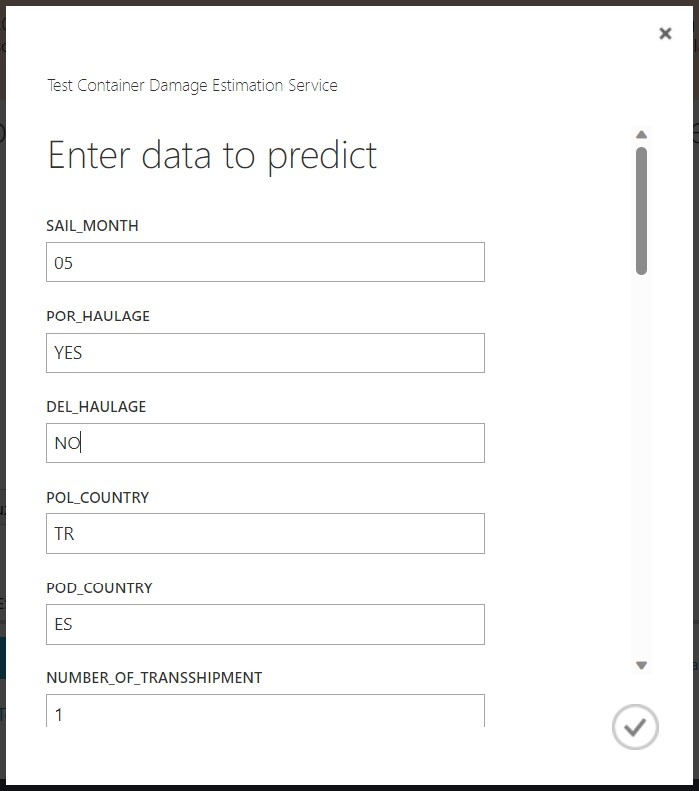 Test Container Damage Estimation Service
Enter data to predict
SAIL_MONTH
05
POR_HAULAGE
YES
DEL_HAULAGE
NO
POL_COUNTRY
TR
POD_COUNTRY
ES
NUMBER_OF_TRANSSHIPMENT
1